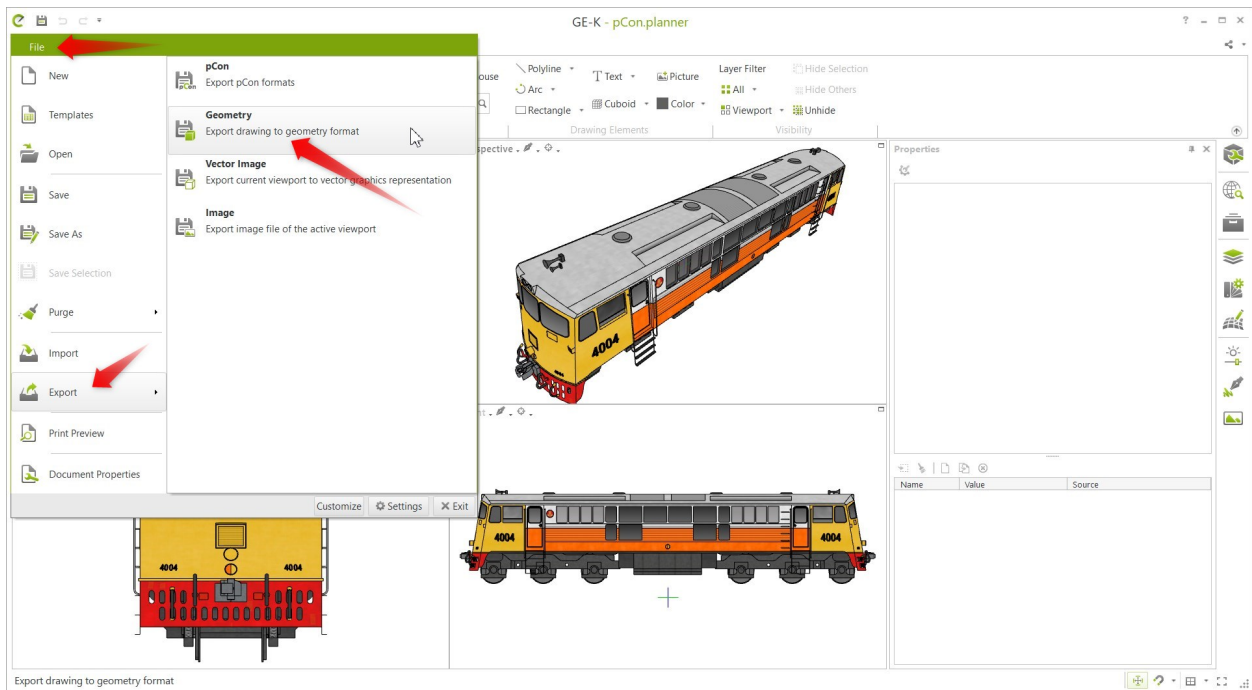 GE-K - pCon.planner
File
New
Templates
Open
Save
Save As
Save Selection
Purge
Import
Export
Print Preview
Document Properties
pCon
Export pCon formats
Geometry
Export drawing to geometry format
Vector Image
Export current viewport to vector graphics representation
Image
Export image file of the active viewport
Customize
Settings
Exit
Polyline
Arc
Rectangle
Text
Cuboid
Picture
Color
Drawing Elements
Layer Filter
All
Viewport
Hide Selection
Hide Others
Unhide
Visibility
4004
4004 4004
4004 4004
Properties
Name Value Source
Export drawing to geometry format